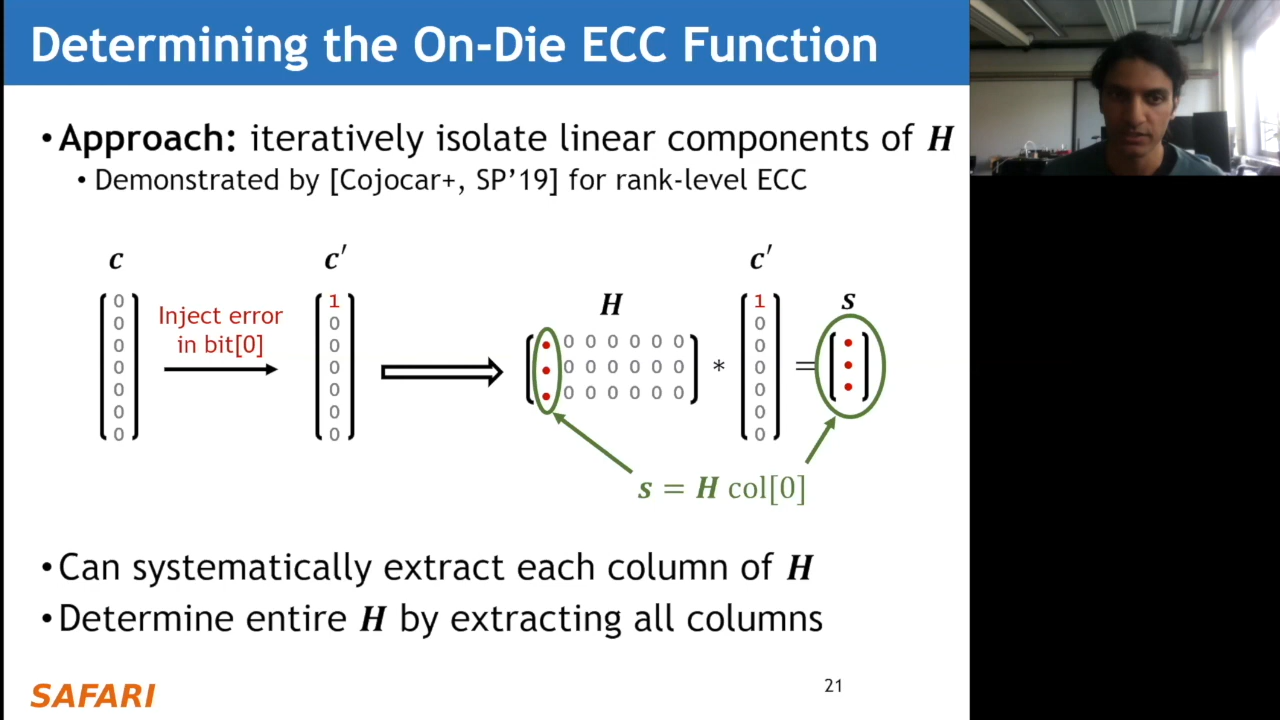 Determining the On-Die ECC Function
• Approach: iteratively isolate linear components of H
• Demonstrated by [Cojocar+, SP’19] for rank-level ECC
c
c′
H
c′
s
0
0
0
0
0
0
0
Inject error
in bit[0]
1
0
0
0
0
0
0
• 0 0 0 0 0 0
• 0 0 0 0 0 0
• 0 0 0 0 0 0
*
1
0
0
0
0
0
0
=
•
•
•
s = H col[0]
• Can systematically extract each column of H
• Determine entire H by extracting all columns
SAFARI
21